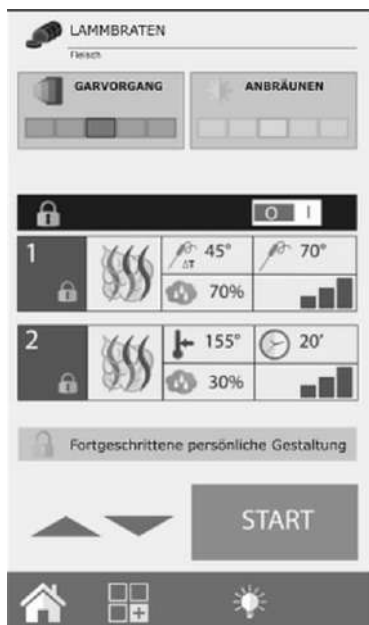 LAMMBRATEN
Fleisch
GARVORGANG ANBRÄUNEN
O I
1 ΔT 45° 70°
70%
2 155° 20'
30%
Fortgeschrittene persönliche Gestaltung
START